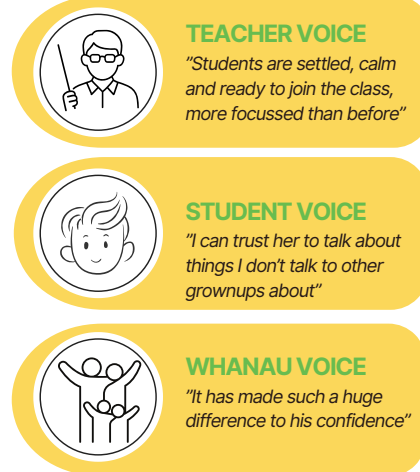 TEACHER VOICE
”Students are settled, calm
and ready to join the class,
more focussed than before”
STUDENT VOICE
”I can trust her to talk about
things I don’t talk to other
grownups about”
WHANAU VOICE
”It has made such a huge
difference to his confidence”